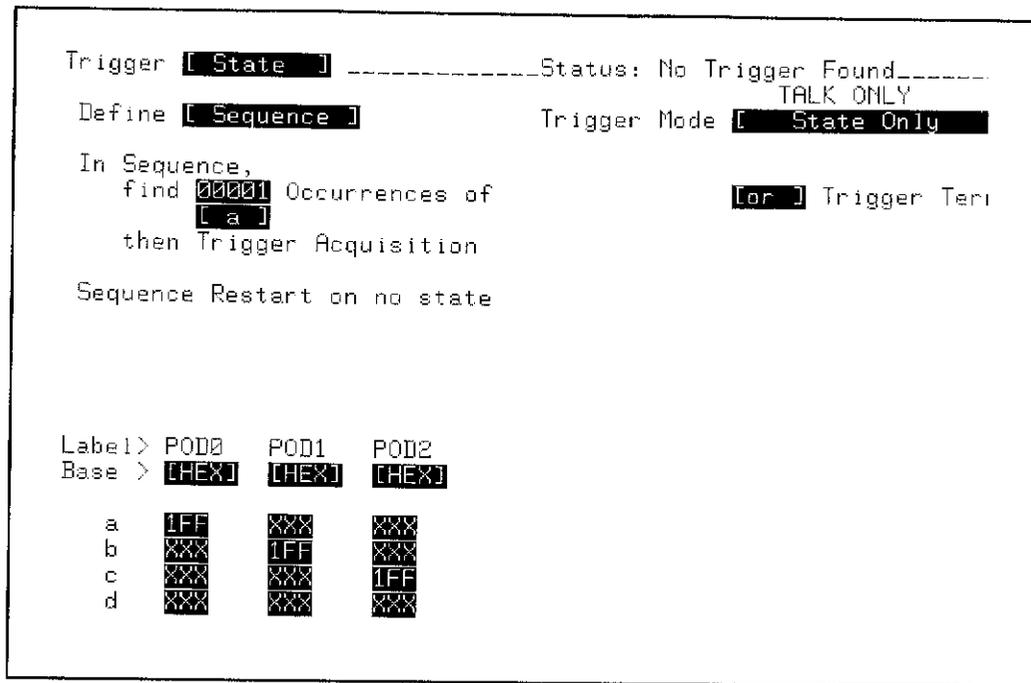 Trigger [ State ] ______________Status: No Trigger Found______
TALK ONLY
Define [ Sequence ] Trigger Mode [ State Only
In Sequence,
find 00001 Occurrences of [or ] Trigger
[ a ]
then Trigger Acquisition
Sequence Restart on no state
Label> POD0 POD1 POD2
Base > [HEX] [HEX] [HEX]
a 1FF XXX XXX
b XXX 1FF XXX
c XXX XXX 1FF
d XXX XXX XXX